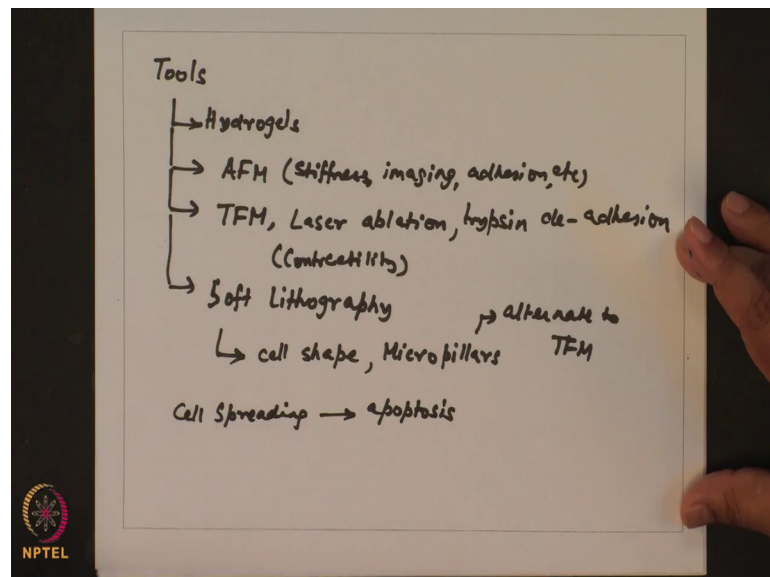 Tools
→ Hydrogels
→ AFM (Stiffness, imaging, adhesion, etc)
→ TFM, Laser ablation, trypsin de-adhesion
(Contractility)
→ Soft Lithography
↳ cell shape, Micropillars → alternate to
TFM
Cell Spreading → apoptosis
NPTEL